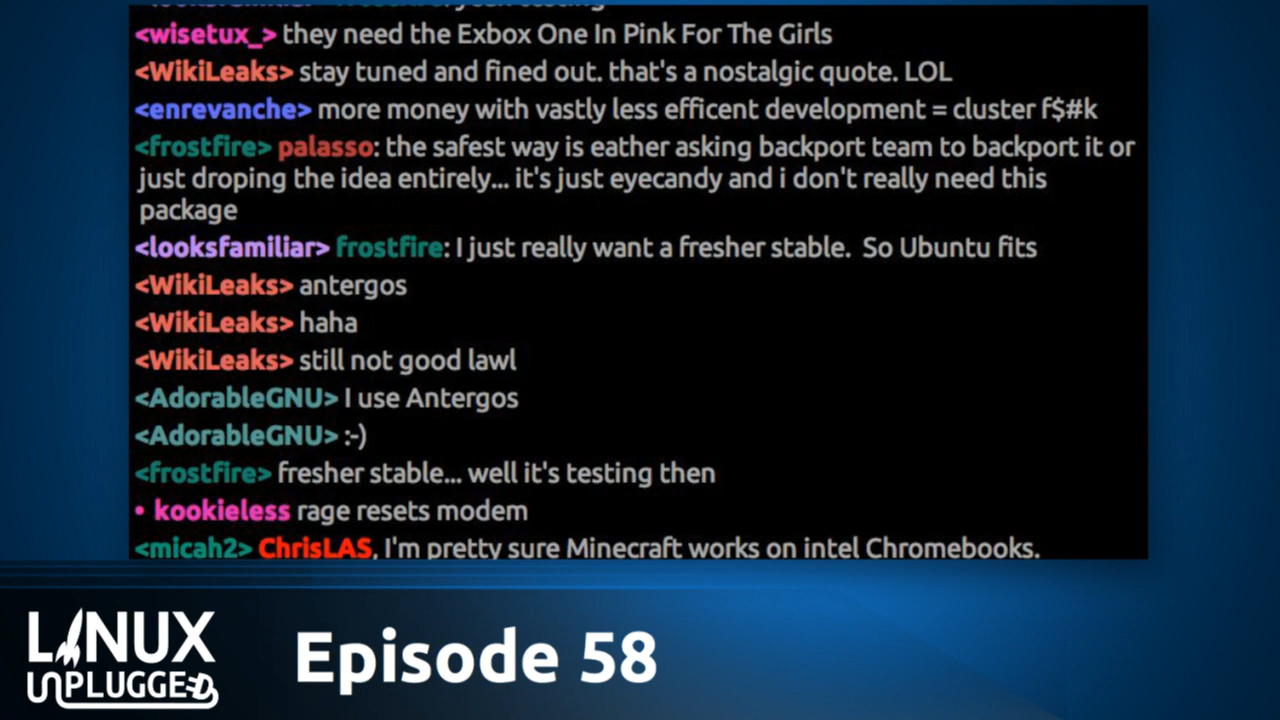 <wisetux_> they need the Exbox One In Pink For The Girls
<WikiLeaks> stay tuned and fined out. that's a nostalgic quote. LOL
<enrevanche> more money with vastly less efficent development = cluster f$#k
<frostfire> palasso: the safest way is eather asking backport team to backport it or
just droping the idea entirely... it's just eyecandy and i don't really need this
package
<looksfamiliar> frostfire: I just really want a fresher stable.  So Ubuntu fits
<WikiLeaks> antergos
<WikiLeaks> haha
<WikiLeaks> still not good lawl
<AdorableGNU> I use Antergos
<AdorableGNU> :-)
<frostfire> fresher stable... well it's testing then
• kookieless rage resets modem
<micah2> ChrisLAS, I'm pretty sure Minecraft works on intel Chromebooks.
LINUX
UNPLUGGED
Episode 58